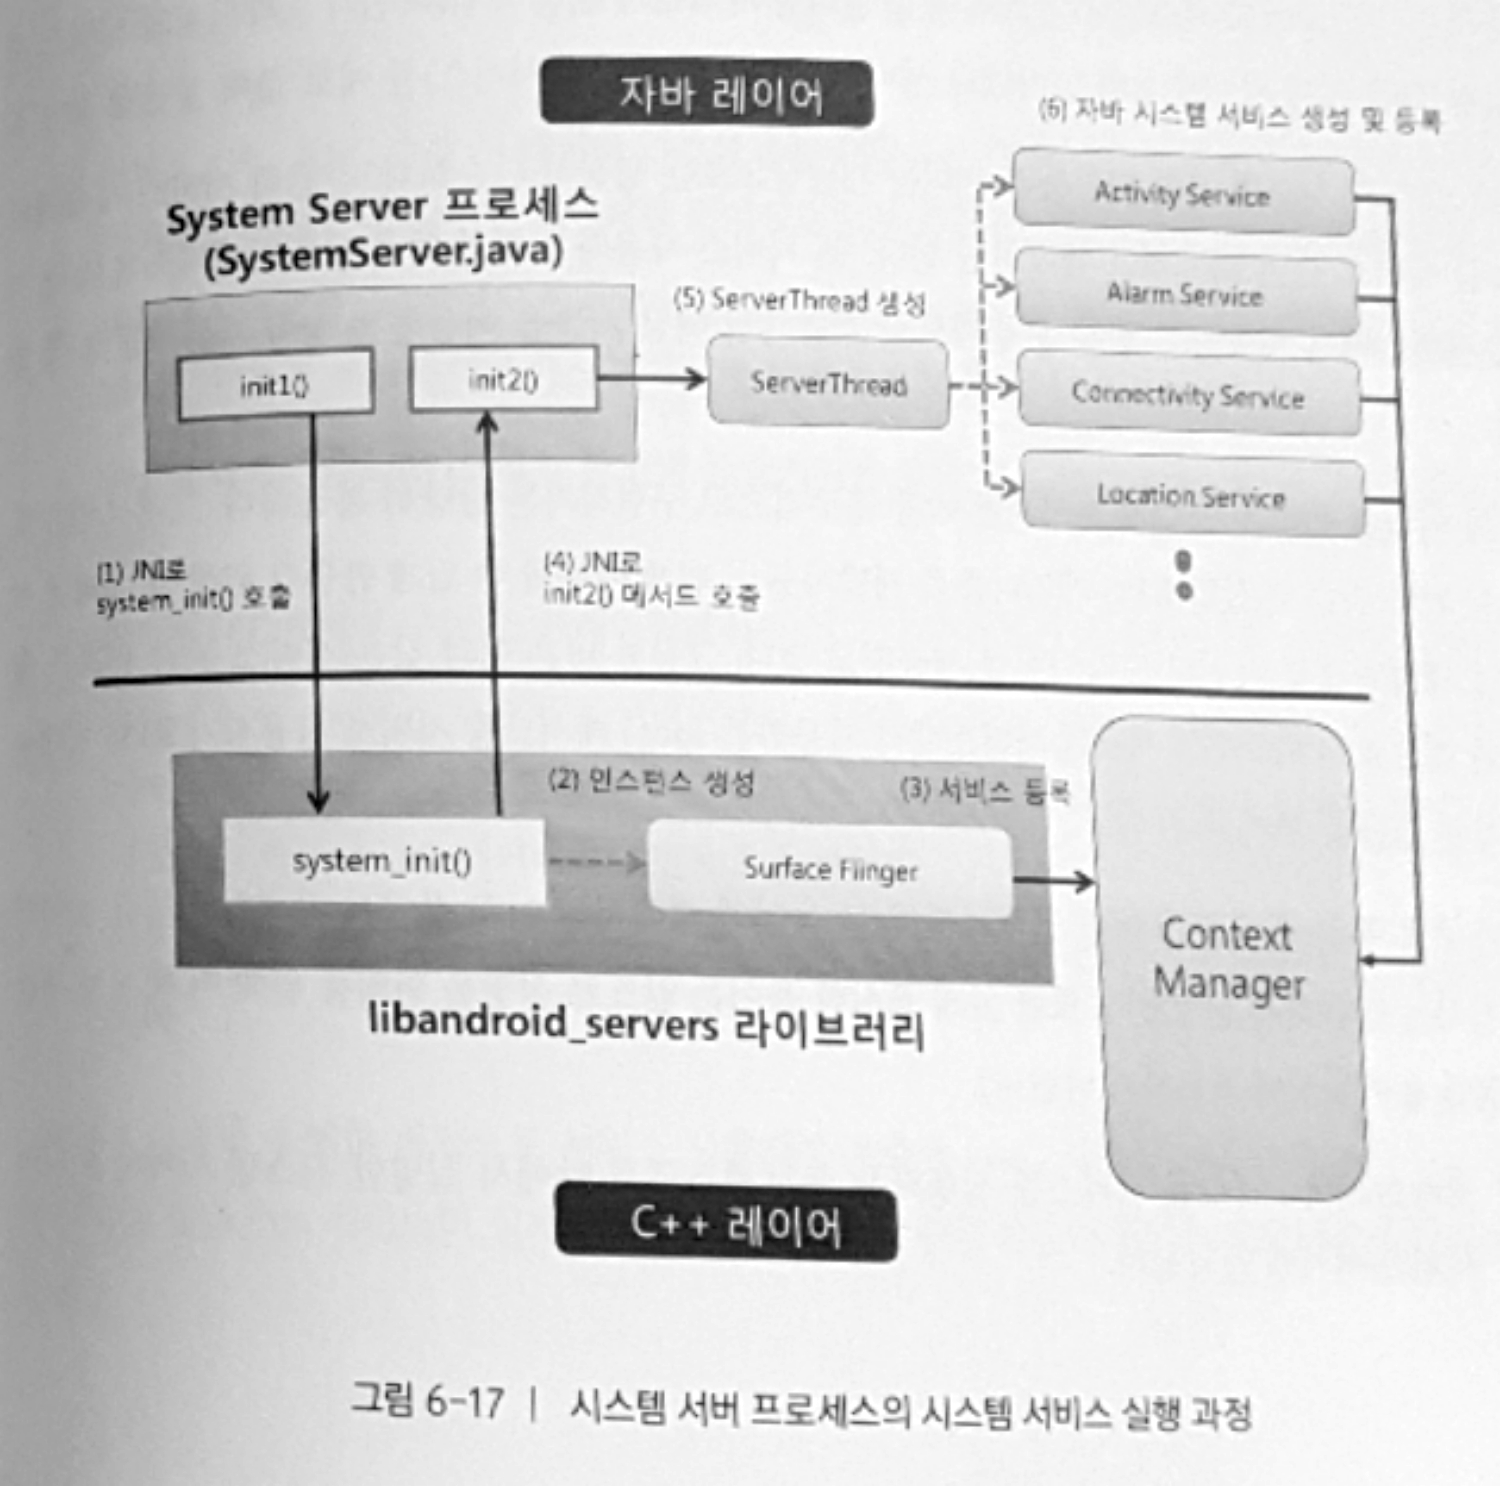 자바 레이어
(6) 자바 시스템 서비스 생성 및 등록
System Server 프로세스
(SystemServer.java)
init1()
init2()
(5) ServerThread 생성
ServerThread
Activity Service
Alarm Service
Connectivity Service
Location Service
(1) JNI로
system_init() 호출
(4) JNI로
init2() 메서드 호출
(2) 인스턴스 생성
(3) 서비스 등록
system_init()
Surface Flinger
Context
Manager
libandroid_servers 라이브러리
C++ 레이어
그림 6-17 | 시스템 서버 프로세스의 시스템 서비스 실행 과정